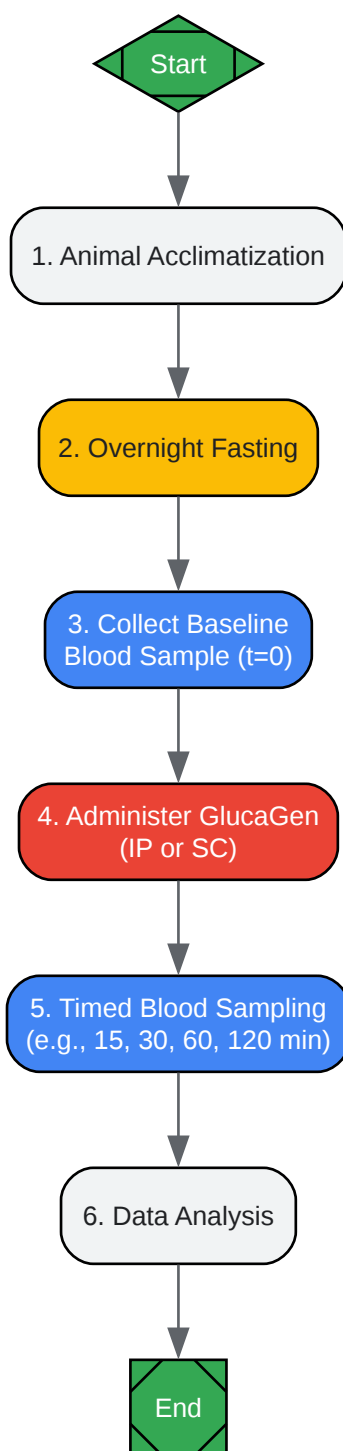 Start
1. Animal Acclimatization
2. Overnight Fasting
3. Collect Baseline
Blood Sample (t=0)
4. Administer GlucaGen
(IP or SC)
5. Timed Blood Sampling
(e.g., 15, 30, 60, 120 min)
6. Data Analysis
End